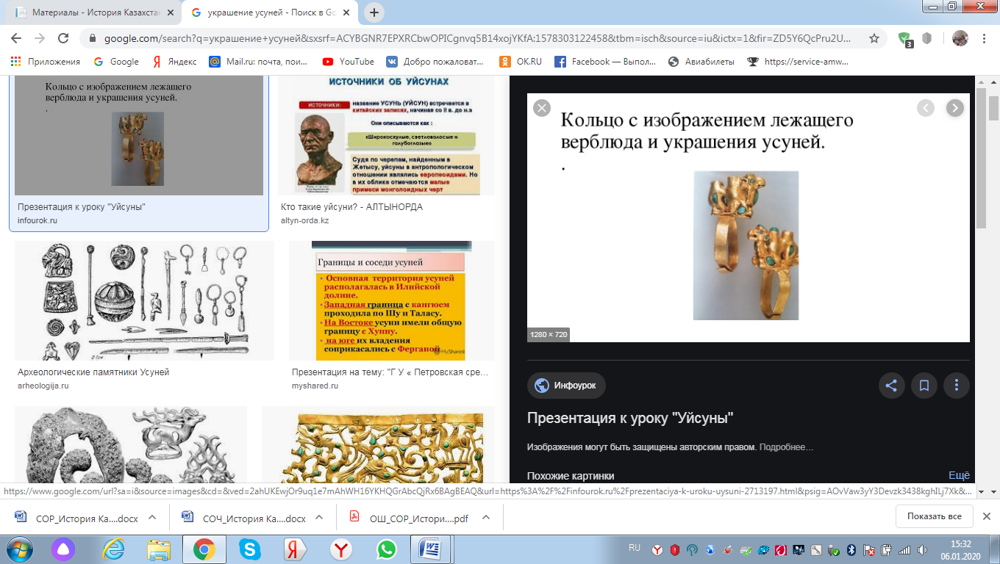 Материалы - История Казахстан
украшение усуней - Поиск в Go
google.com/search?q=украшение+усуней&sxsrf=ACYBGNR7EPXRCbwOPICgnvq5B14xojYKfA:1578303122458&tbm=isch&source=iu&ictx=1&fir=ZD5Y6QcPru2U...
3
Приложения
Google
Яндекс
Mail.ru: почта, пои...
YouTube
Добро пожаловат...
OK.RU
Facebook — Выпол...
Авиабилеты
https://service-amw...
Кольцо с изображением лежащего
верблюда и украшения усуней.
.
Презентация к уроку "Уйсуны"
infourok.ru
ИСТОЧНИКИ ОБ УЙСУНАХ
ИСТОЧНИКИ:
название УСУНЬ (УЙСУН) встречается в
китайских записях, начиная со II в. до н.э
Они описываются как :
«Широкоскулые, светловолосые и
голубоглазые»
Судя по черепам, найденным в
Жетысу, уйсуны в антропологическом
отношении являлись европеоидами. Но
в их облике отмечаются малые
примеси монголоидных черт
Кто такие уйсуни? - АЛТЫНОРДА
altyn-orda.kz
Археологические памятники Усуней
arheologija.ru
Границы и соседи усуней
• Основная территория усуней
располагалась в Илийской
долине.
• Западная граница с кангюем
проходила по Шу и Таласу.
• На Востоке усуни имели общую
границу с Хунну.
• на юге их владения
соприкасались с Ферганой
MyShared
Презентация на тему: "Г У « Петровская сре...
myshared.ru
Кольцо с изображением лежащего
верблюда и украшения усуней.
.
1280 × 720
Инфоурок
Презентация к уроку "Уйсуны"
Изображения могут быть защищены авторским правом. Подробнее…
Похожие картинки
Ещё
https://www.google.com/url?sa=i&source=images&cd=&ved=2ahUKEwjOr9uq1e7mAhWH16YKHQGrAbcQjRx6BAgBEAQ&url=https%3A%2F%2Finfourok.ru%2Fprezentaciya-k-uroku-uysuni-2713197.html&psig=AOvVaw3yY3Devzk3438kghILj7Xk&...
СОР_История Ка....docx
СОЧ_История Ка....docx
ОШ_СОР_Истори....pdf
Показать все
RU
15:32
06.01.2020